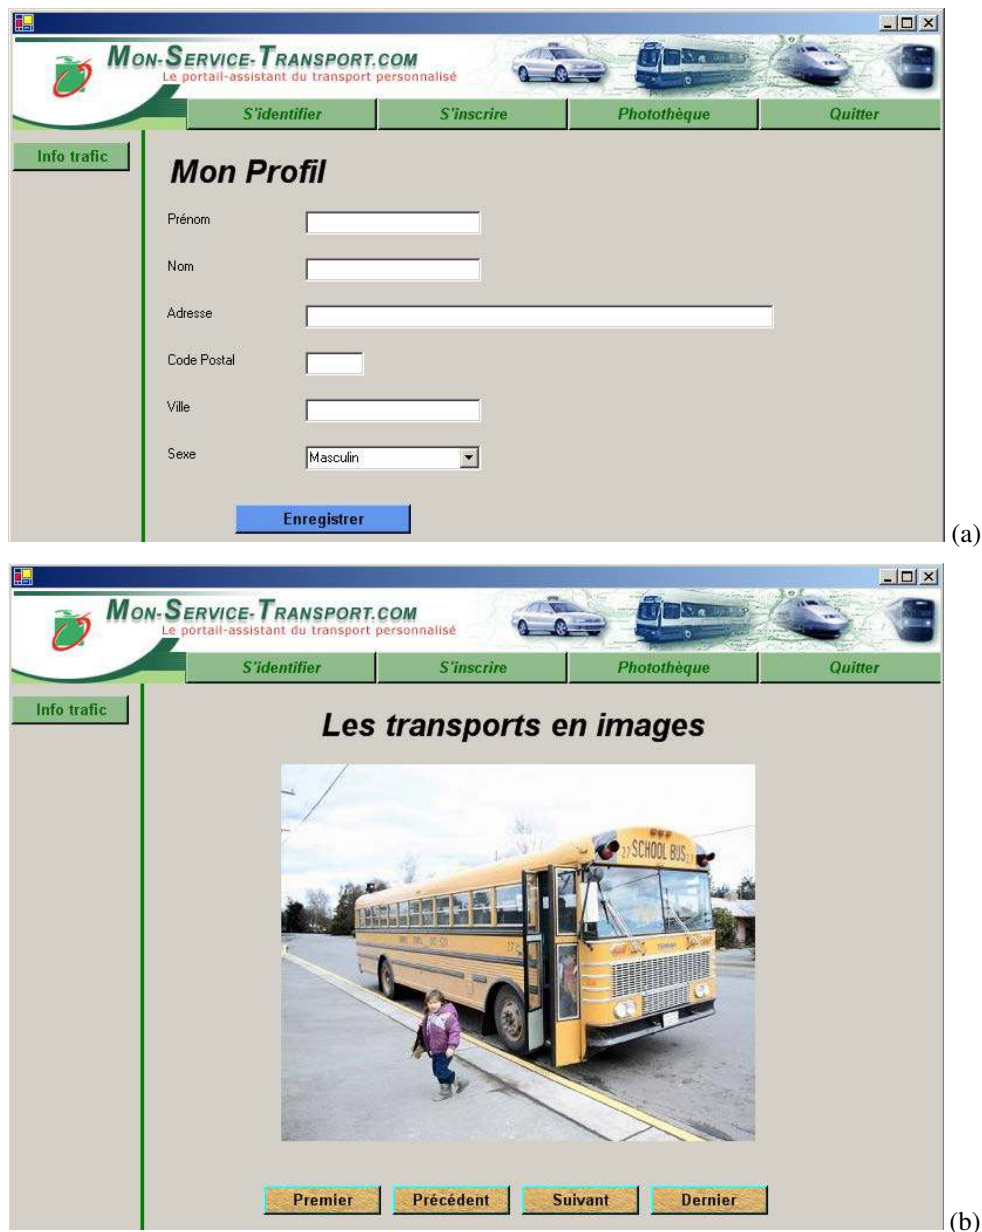 MON-SERVICE-TRANSPORT.COM
Le portail-assistant du transport personnalisé
S'identifier S'inscrire Photothèque Quitter
Info trafic
Mon Profil
Prénom
Nom
Adresse
Code Postal
Ville
Sexe Masculin
Enregistrer
(a)
MON-SERVICE-TRANSPORT.COM
Le portail-assistant du transport personnalisé
S'identifier S'inscrire Photothèque Quitter
Info trafic
Les transports en images
27 SCHOOL BUS 27
Premier Précédent Suivant Dernier
(b)